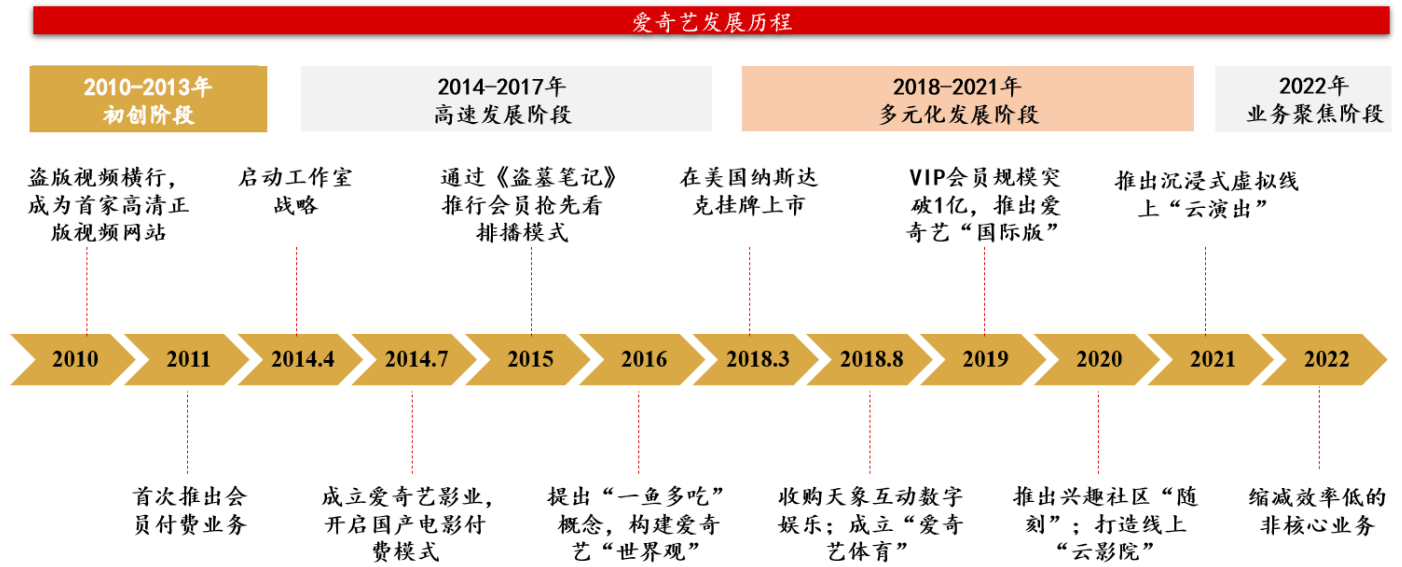 爱奇艺发展历程
2010-2013年
初创阶段
2014-2017年
高速发展阶段
2018-2021年
多元化发展阶段
2022年
业务聚焦阶段
盗版视频横行，
成为首家高清正
版视频网站
启动工作室
战略
通过《盗墓笔记》
推行会员抢先看
排播模式
在美国纳斯达
克挂牌上市
VIP会员规模突
破1亿，推出爱
奇艺“国际版”
推出沉浸式虚拟线
上“云演出”
2010
2011
2014.4
2014.7
2015
2016
2018.3
2018.8
2019
2020
2021
2022
首次推出会
员付费业务
成立爱奇艺影业，
开启国产电影付
费模式
提出“一鱼多吃”
概念，构建爱奇
艺“世界观”
收购天象互动数字
娱乐；成立“爱奇
艺体育”
推出兴趣社区“随
刻”；打造线上
“云影院”
缩减效率低的
非核心业务